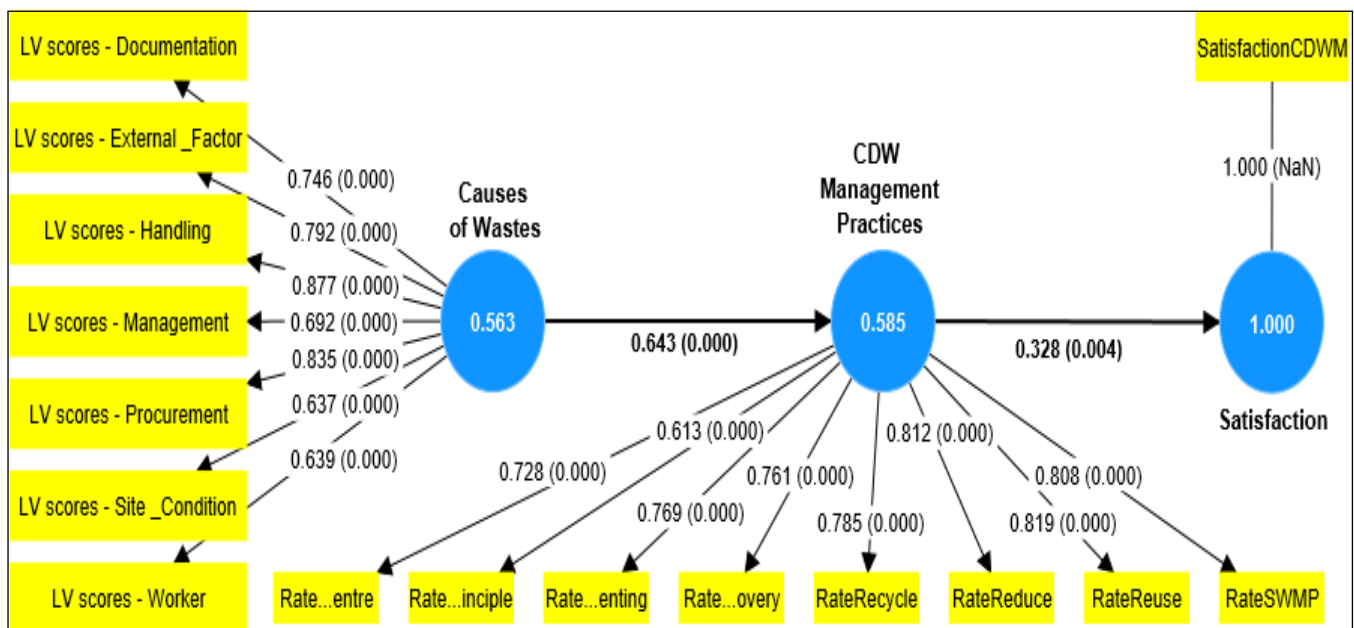 LV scores - Documentation
SatisfactionCDWM
LV scores - External _Factor
0.746 (0.000)
Causes
of Wastes
CDW
Management
Practices
1.000 (NaN)
LV scores - Handling
0.792 (0.000)
0.877 (0.000)
LV scores - Management
0.692 (0.000)
0.563
0.643 (0.000)
0.585
0.328 (0.004)
1.000
0.835 (0.000)
LV scores - Procurement
0.637 (0.000)
Satisfaction
0.639 (0.000)
0.728 (0.000)
0.613 (0.000)
0.769 (0.000)
0.761 (0.000)
0.785 (0.000)
0.812 (0.000)
0.819 (0.000)
0.808 (0.000)
LV scores - Site _Condition
LV scores - Worker
Rate...entre
Rate...inciple
Rate...enting
Rate...overy
RateRecycle
RateReduce
RateReuse
RateSWMP